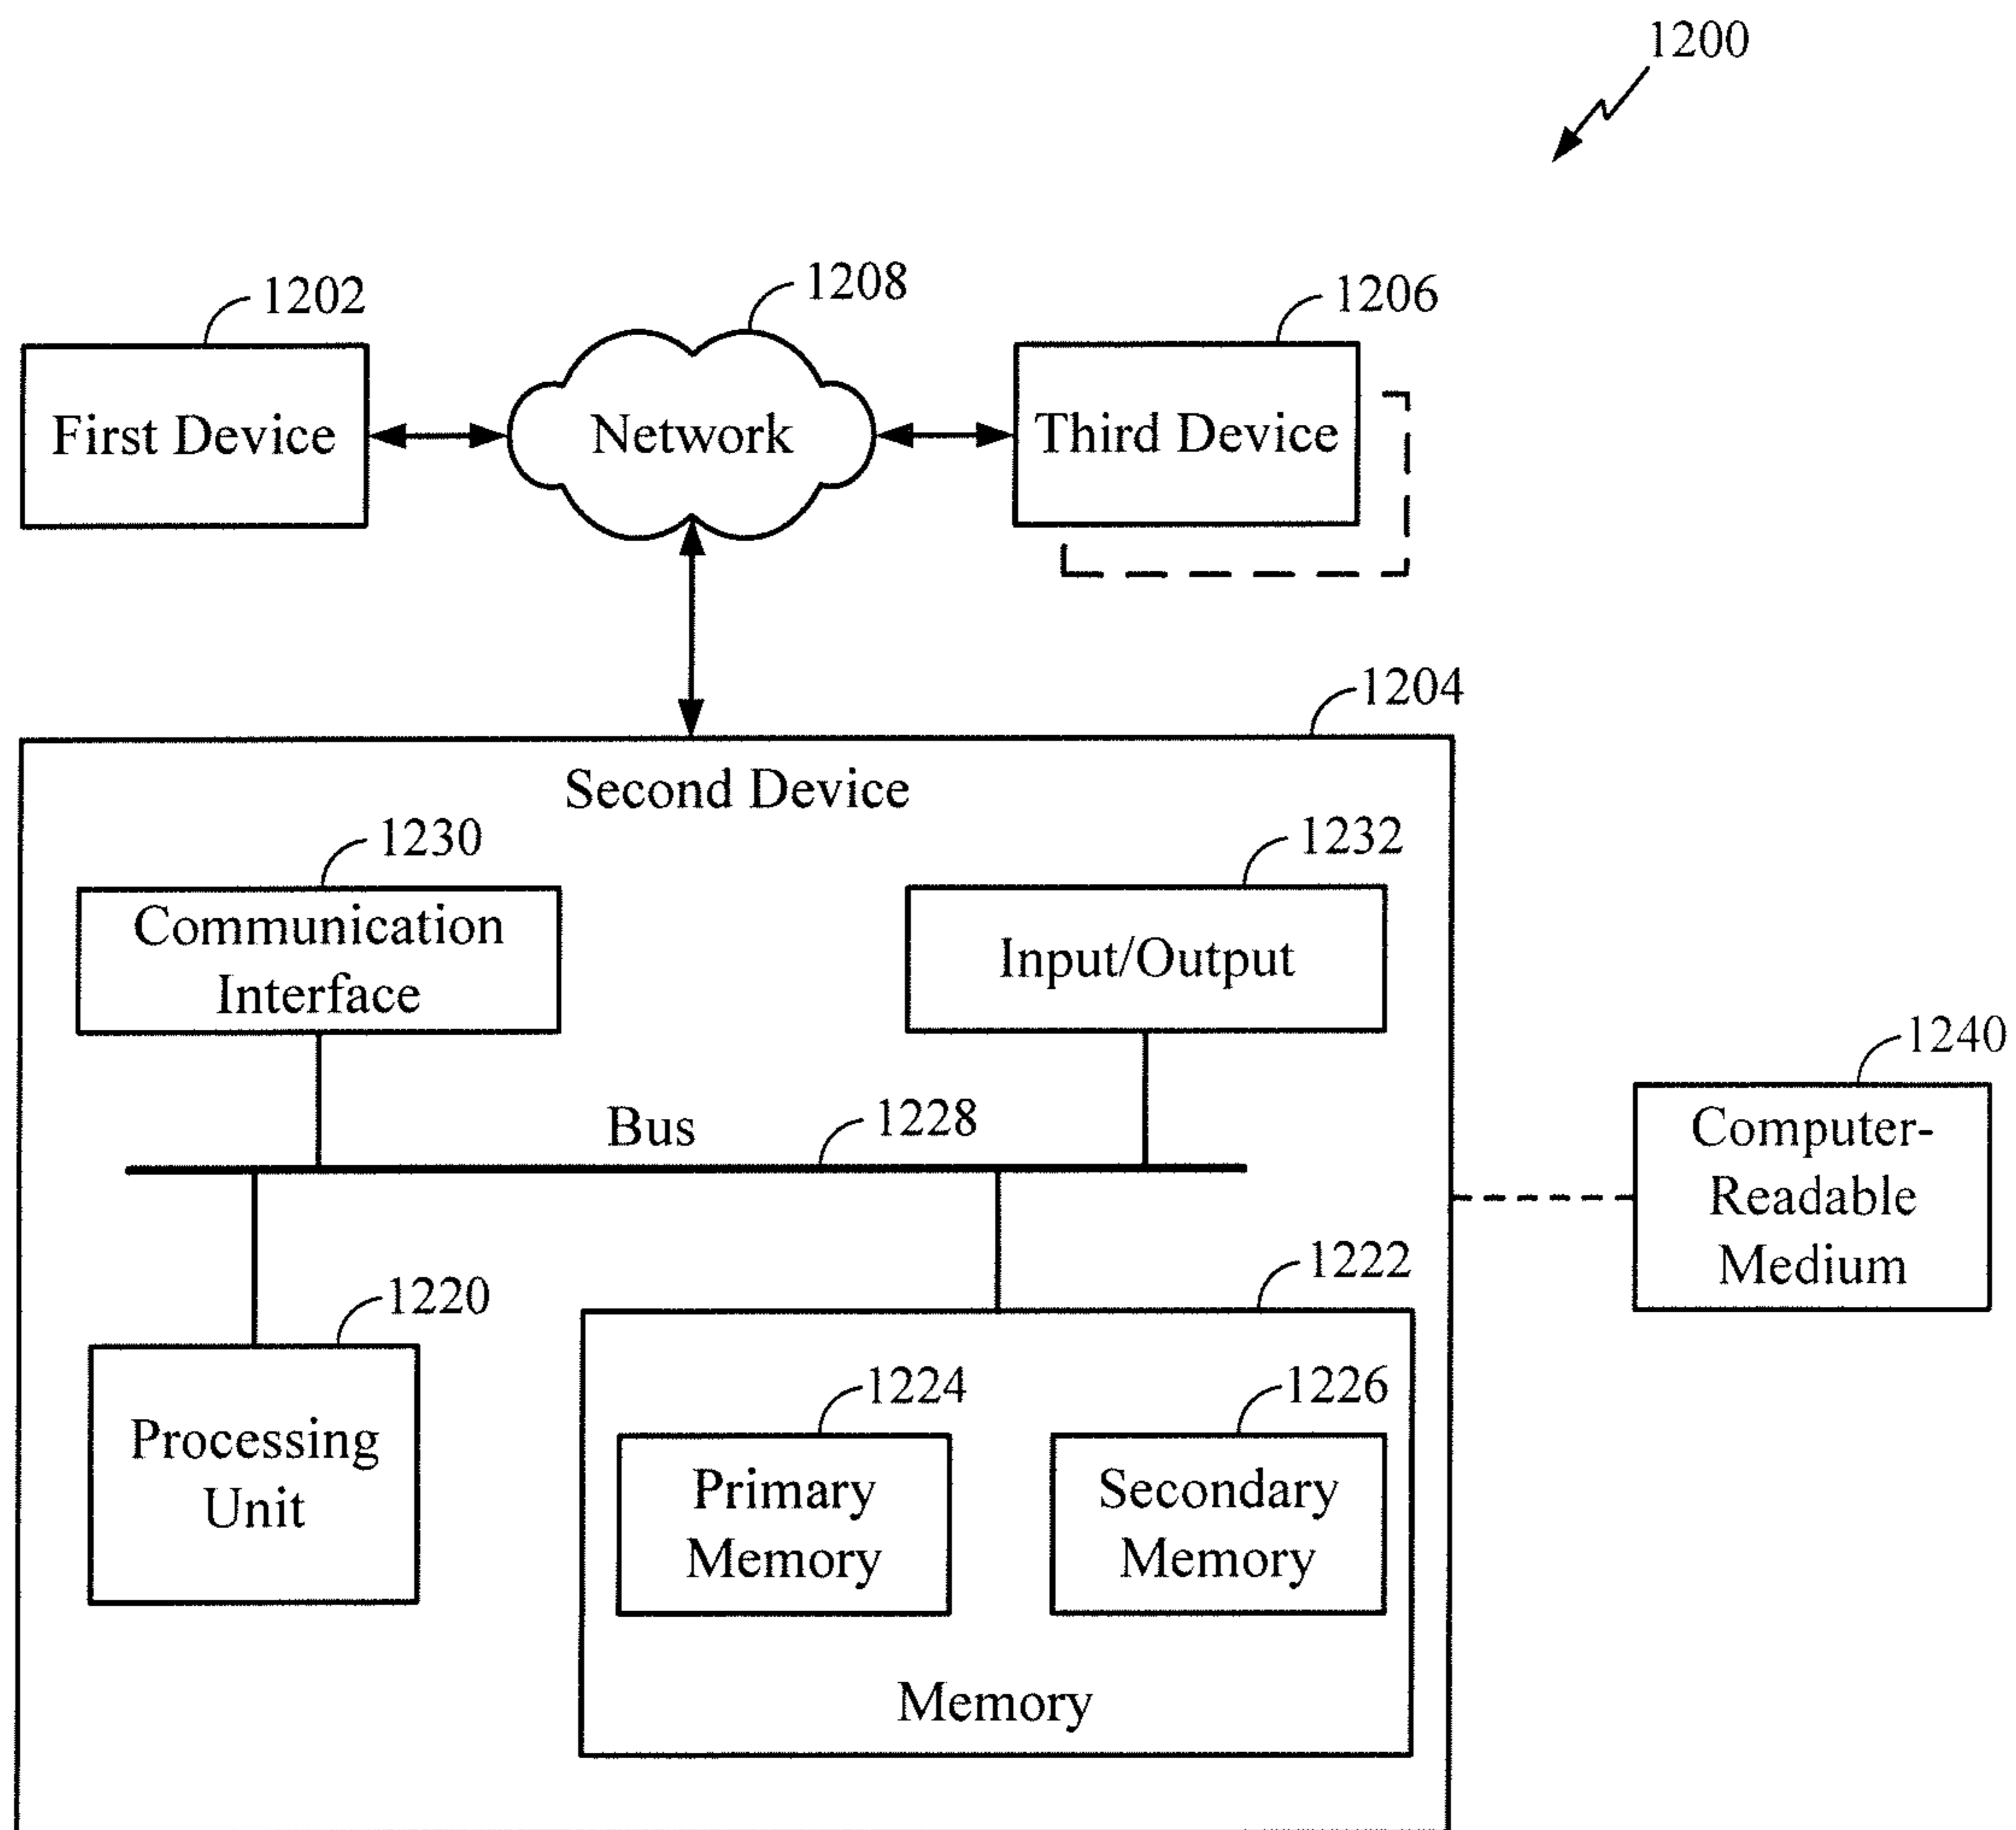 1200
1202
1208
1206
First Device
Network
Third Device
1204
Second Device
1230
1232
Communication
Interface
Input/Output
1240
Computer-
Readable
Medium
Bus
1228
1222
1220
1224
1226
Processing
Unit
Primary
Memory
Secondary
Memory
Memory